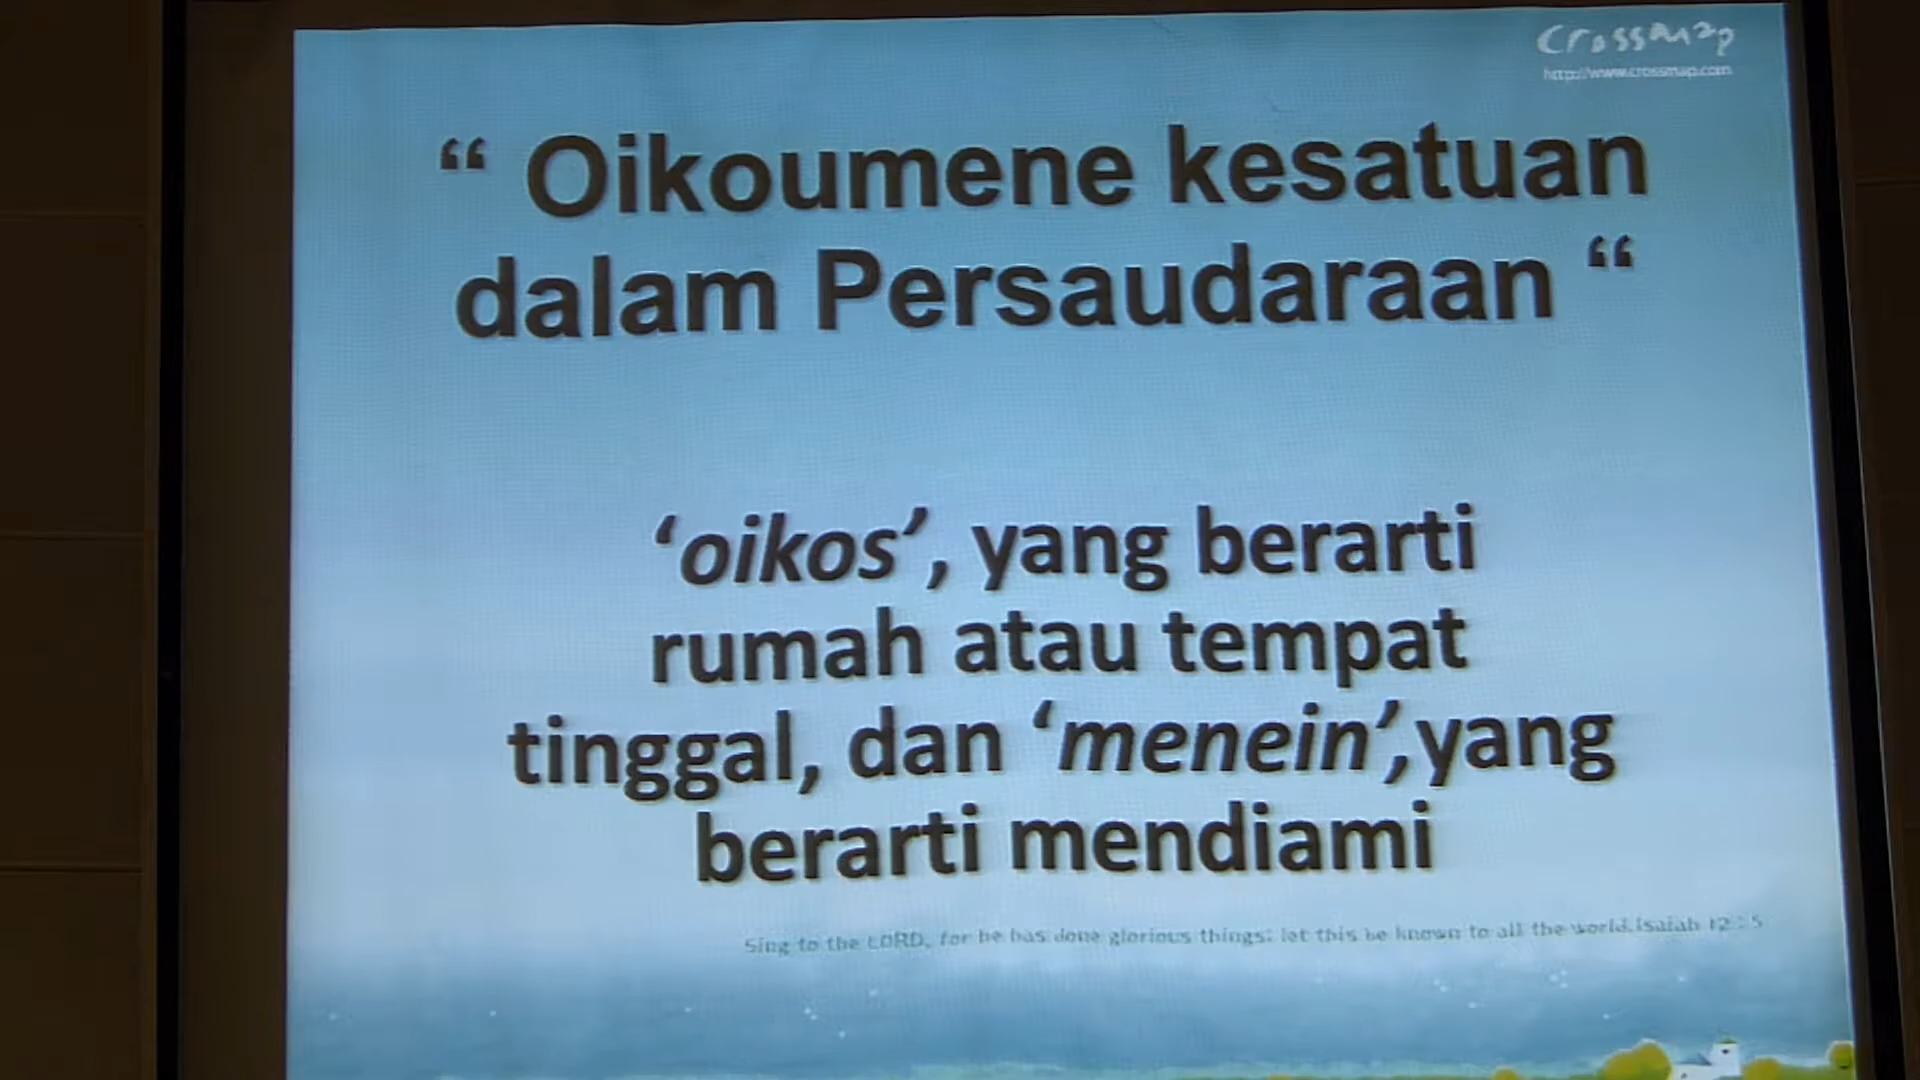 crossmap
http://www.crossmap.com
“ Oikoumene kesatuan
dalam Persaudaraan “
‘oikos’, yang berarti
rumah atau tempat
tinggal, dan ‘menein’,yang
berarti mendiami
Sing to the LORD, for he has done glorious things: let this be known to all the world.Isaiah 12 : 5